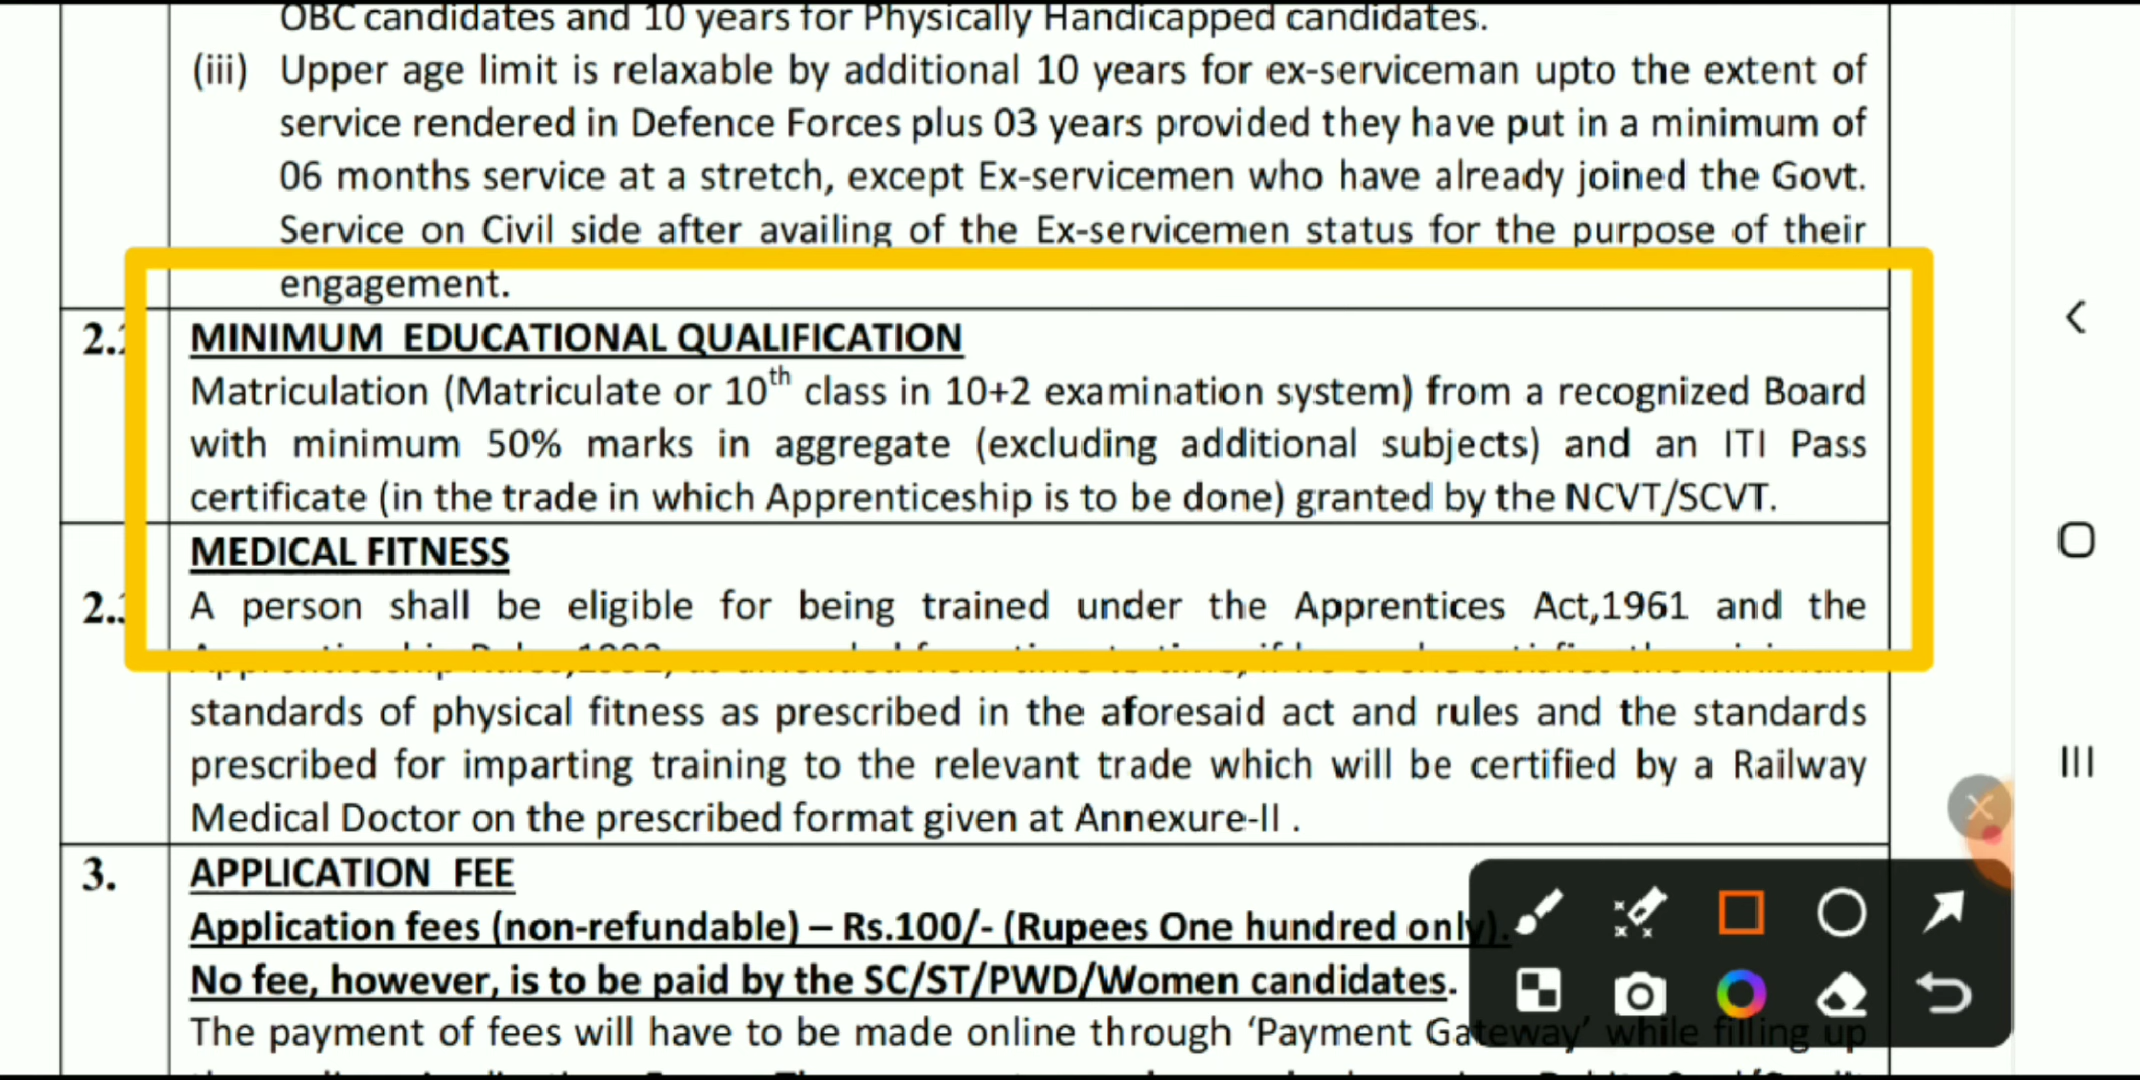 OBC candidates and 10 years for Physically Handicapped candidates.
(iii) Upper age limit is relaxable by additional 10 years for ex-serviceman upto the extent of
service rendered in Defence Forces plus 03 years provided they have put in a minimum of
06 months service at a stretch, except Ex-servicemen who have already joined the Govt.
Service on Civil side after availing of the Ex-servicemen status for the purpose of their
engagement.
MINIMUM EDUCATIONAL QUALIFICATION
Matriculation (Matriculate or 10th class in 10+2 examination system) from a recognized Board
with minimum 50% marks in aggregate (excluding additional subjects) and an ITI Pass
certificate (in the trade in which Apprenticeship is to be done) granted by the NCVT/SCVT.
MEDICAL FITNESS
A person shall be eligible for being trained under the Apprentices Act,1961 and the
standards of physical fitness as prescribed in the aforesaid act and rules and the standards
prescribed for imparting training to the relevant trade which will be certified by a Railway
Medical Doctor on the prescribed format given at Annexure-II .
3. APPLICATION FEE
Application fees (non-refundable) – Rs.100/- (Rupees One hundred only).
No fee, however, is to be paid by the SC/ST/PWD/Women candidates.
The payment of fees will have to be made online through ‘Payment Gateway’ while filling up